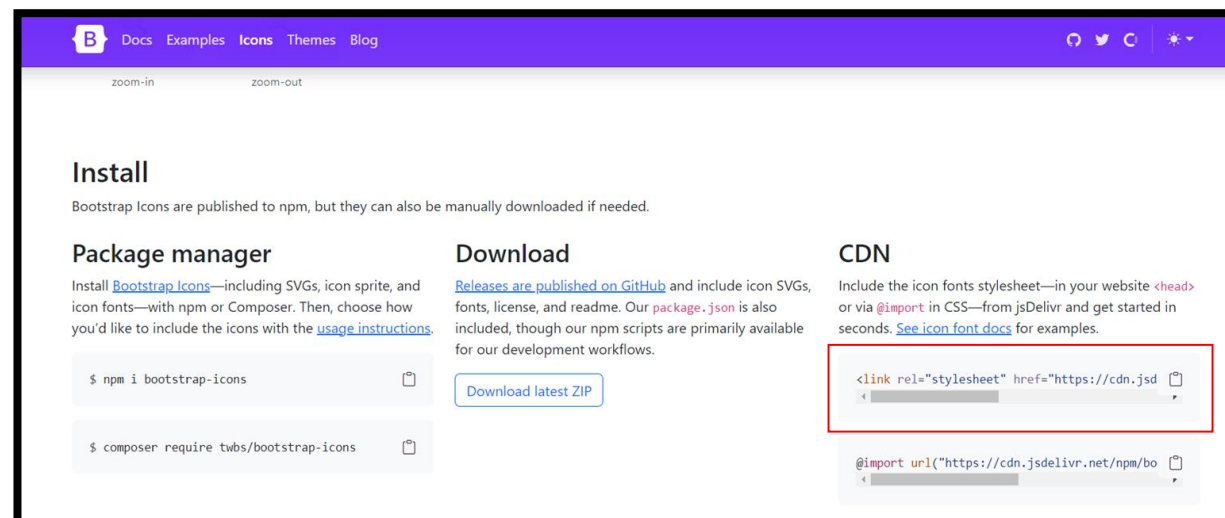 B Docs Examples Icons Themes Blog
zoom-in zoom-out
Install
Bootstrap Icons are published to npm, but they can also be manually downloaded if needed.
Package manager
Install Bootstrap Icons—including SVGs, icon sprite, and
icon fonts—with npm or Composer. Then, choose how
you’d like to include the icons with the usage instructions.
$ npm i bootstrap-icons
$ composer require twbs/bootstrap-icons
Download
Releases are published on GitHub and include icon SVGs,
fonts, license, and readme. Our package.json is also
included, though our npm scripts are primarily available
for our development workflows.
Download latest ZIP
CDN
Include the icon fonts stylesheet—in your website <head>
or via @import in CSS—from jsDelivr and get started in
seconds. See icon font docs for examples.
<link rel="stylesheet" href="https://cdn.jsd
@import url("https://cdn.jsdelivr.net/npm/bo